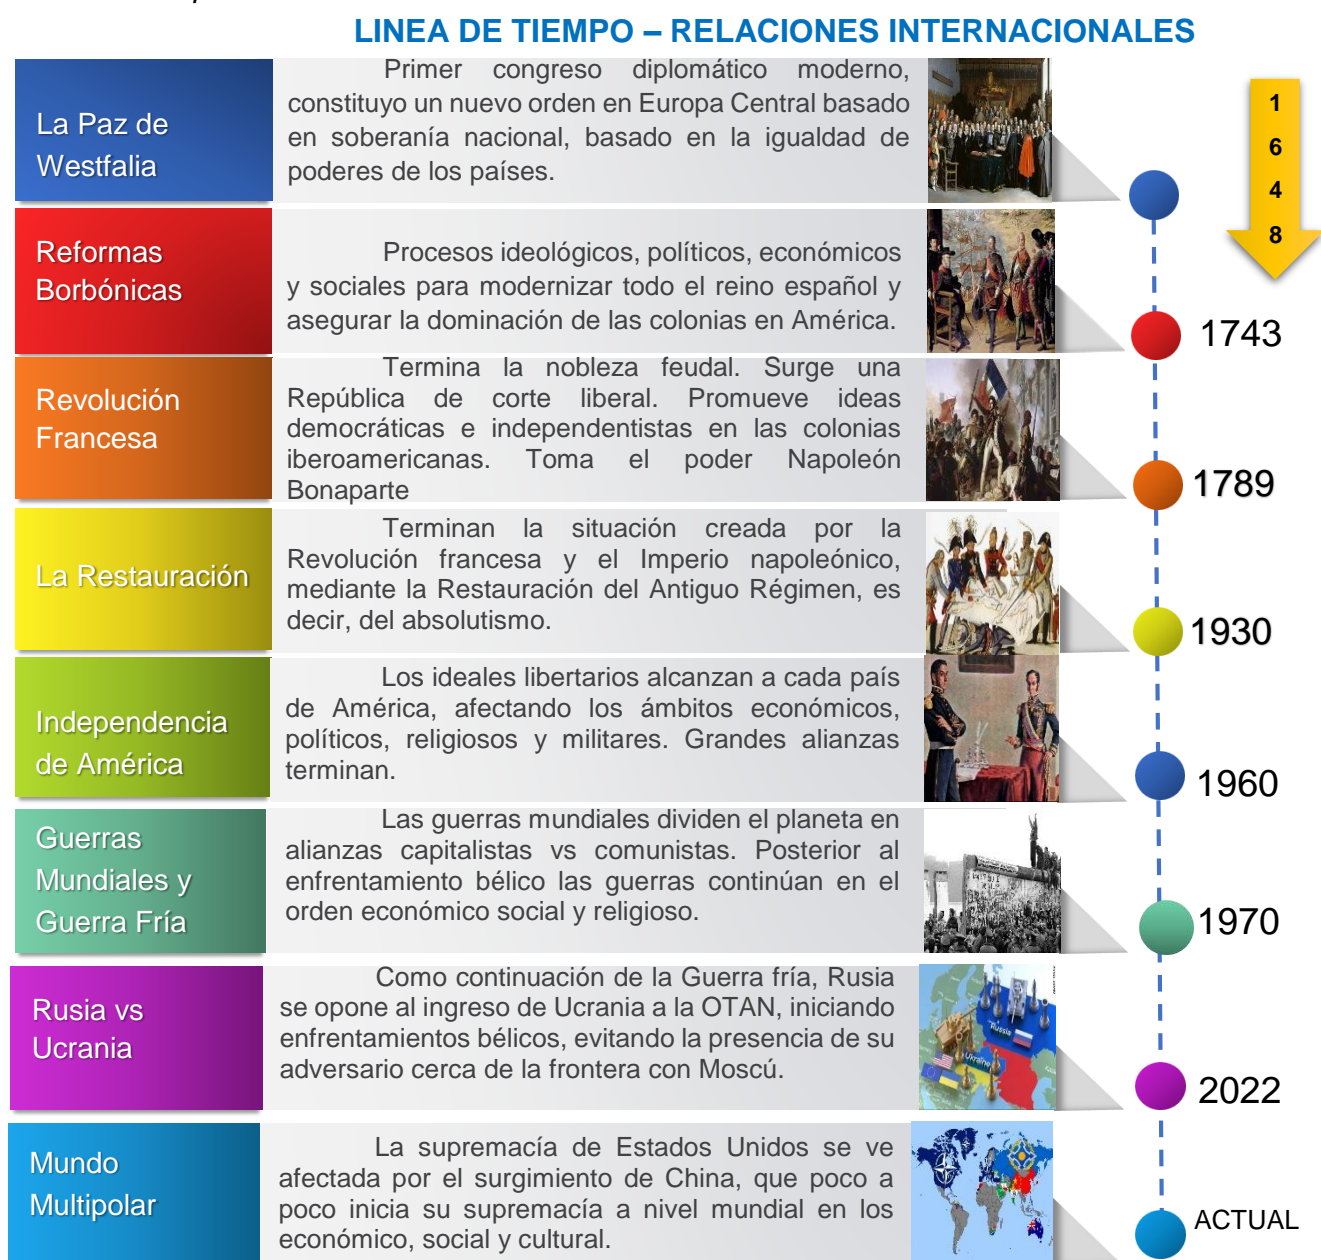 LINEA DE TIEMPO – RELACIONES INTERNACIONALES
La Paz de
Westfalia
Primer congreso diplomático moderno,
constituyo un nuevo orden en Europa Central basado
en soberanía nacional, basado en la igualdad de
poderes de los países.
1
6
4
8
Reformas
Borbónicas
Procesos ideológicos, políticos, económicos
y sociales para modernizar todo el reino español y
asegurar la dominación de las colonias en América.
1743
Revolución
Francesa
Termina la nobleza feudal. Surge una
República de corte liberal. Promueve ideas
democráticas e independentistas en las colonias
iberoamericanas. Toma el poder Napoleón
Bonaparte
1789
La Restauración
Terminan la situación creada por la
Revolución francesa y el Imperio napoleónico,
mediante la Restauración del Antiguo Régimen, es
decir, del absolutismo.
1930
Independencia
de América
Los ideales libertarios alcanzan a cada país
de América, afectando los ámbitos económicos,
políticos, religiosos y militares. Grandes alianzas
terminan.
1960
Guerras
Mundiales y
Guerra Fría
Las guerras mundiales dividen el planeta en
alianzas capitalistas vs comunistas. Posterior al
enfrentamiento bélico las guerras continúan en el
orden económico social y religioso.
1970
Rusia vs
Ucrania
Como continuación de la Guerra fría, Rusia
se opone al ingreso de Ucrania a la OTAN, iniciando
enfrentamientos bélicos, evitando la presencia de su
adversario cerca de la frontera con Moscú.
Russia
Ukraine
2022
Mundo
Multipolar
La supremacía de Estados Unidos se ve
afectada por el surgimiento de China, que poco a
poco inicia su supremacía a nivel mundial en los
económico, social y cultural.
ACTUAL